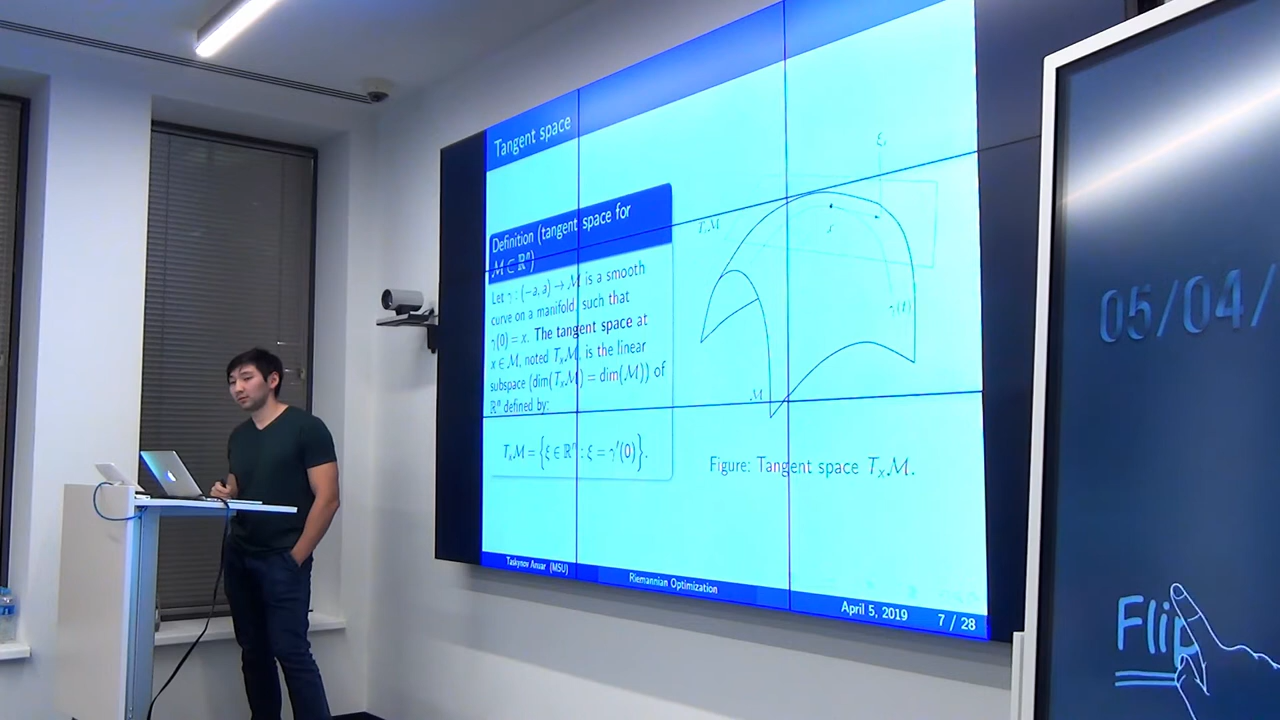 Tangent space
Definition (tangent space for
M ⊂ ℝⁿ)
Let γ : (−a, a) → M is a smooth
curve on a manifold, such that
γ(0) = x. The tangent space at
x ∈ M, noted TₓM, is the linear
subspace (dim(TₓM) = dim(M)) of
ℝⁿ defined by:
TₓM = {ξ ∈ ℝⁿ : ξ = γ′(0)}.
ξ
TₓM
x
γ(t)
M
Figure: Tangent space TₓM.
Taskynov Anuar (MSU)
Riemannian Optimization
April 5, 2019
7 / 28
05/04/
Flip